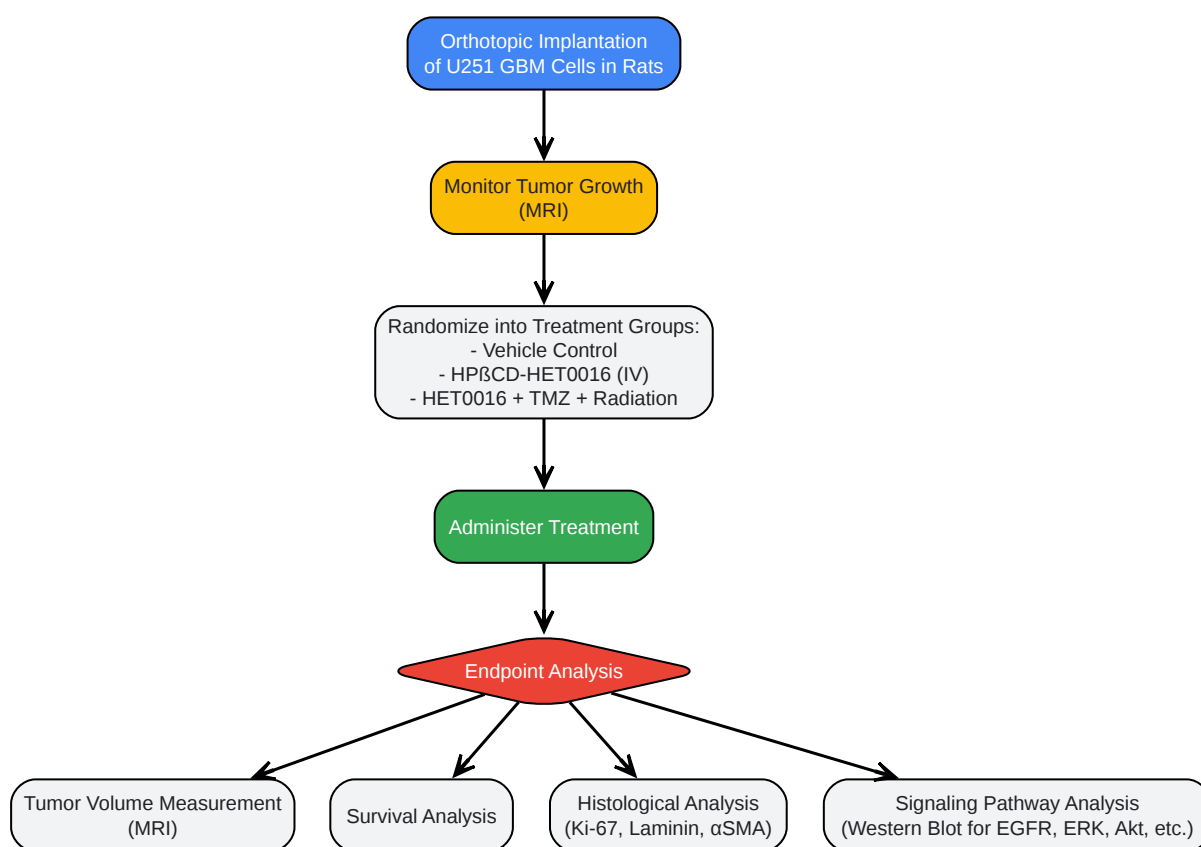 Orthotopic Implantation
of U251 GBM Cells in Rats
Monitor Tumor Growth
(MRI)
Randomize into Treatment Groups:
- Vehicle Control
- HPßCD-HET0016 (IV)
- HET0016 + TMZ + Radiation
Administer Treatment
Endpoint Analysis
Tumor Volume Measurement
(MRI)
Survival Analysis
Histological Analysis
(Ki-67, Laminin, αSMA)
Signaling Pathway Analysis
(Western Blot for EGFR, ERK, Akt, etc.)